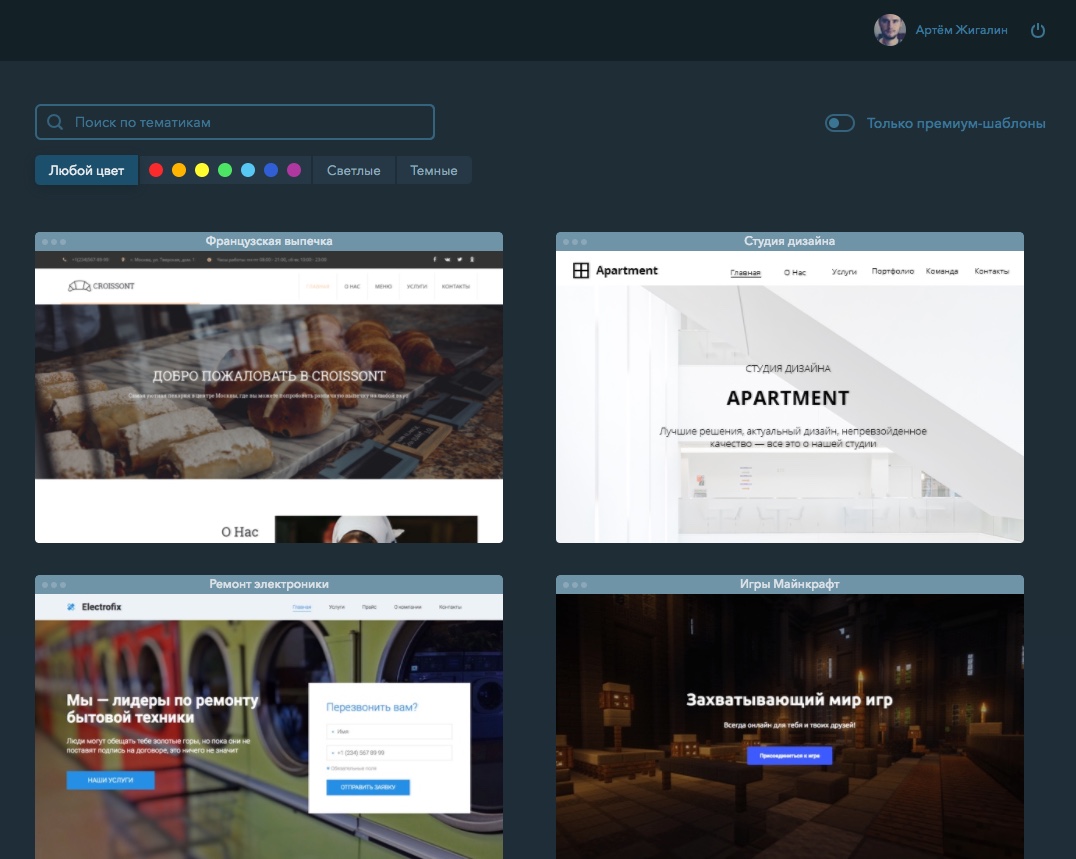 Артём Жигалин
Поиск по тематикам
Только премиум-шаблоны
Любой цвет
Светлые
Темные
Французская выпечка
CROISSONT
ГЛАВНАЯ О НАС МЕНЮ УСЛУГИ КОНТАКТЫ
ДОБРО ПОЖАЛОВАТЬ В CROISSONT
О Нас
Студия дизайна
Apartment
Главная О Нас Услуги Портфолио Команда Контакты
СТУДИЯ ДИЗАЙНА
APARTMENT
Лучшие решения, актуальный дизайн, непревзойденное
качество — все это о нашей студии
Ремонт электроники
Electrofix
Главная Услуги Прайс О компании Контакты
Мы — лидеры по ремонту
бытовой техники
Люди могут обещать тебе золотые горы, но пока они не
поставят подпись на договоре, это ничего не значит
НАШИ УСЛУГИ
Перезвонить вам?
Имя
+1 (234) 567 89 99
Обязательные поля
ОТПРАВИТЬ ЗАЯВКУ
Игры Майнкрафт
Захватывающий мир игр
Всегда онлайн для тебя и твоих друзей!
Присоединиться к игре